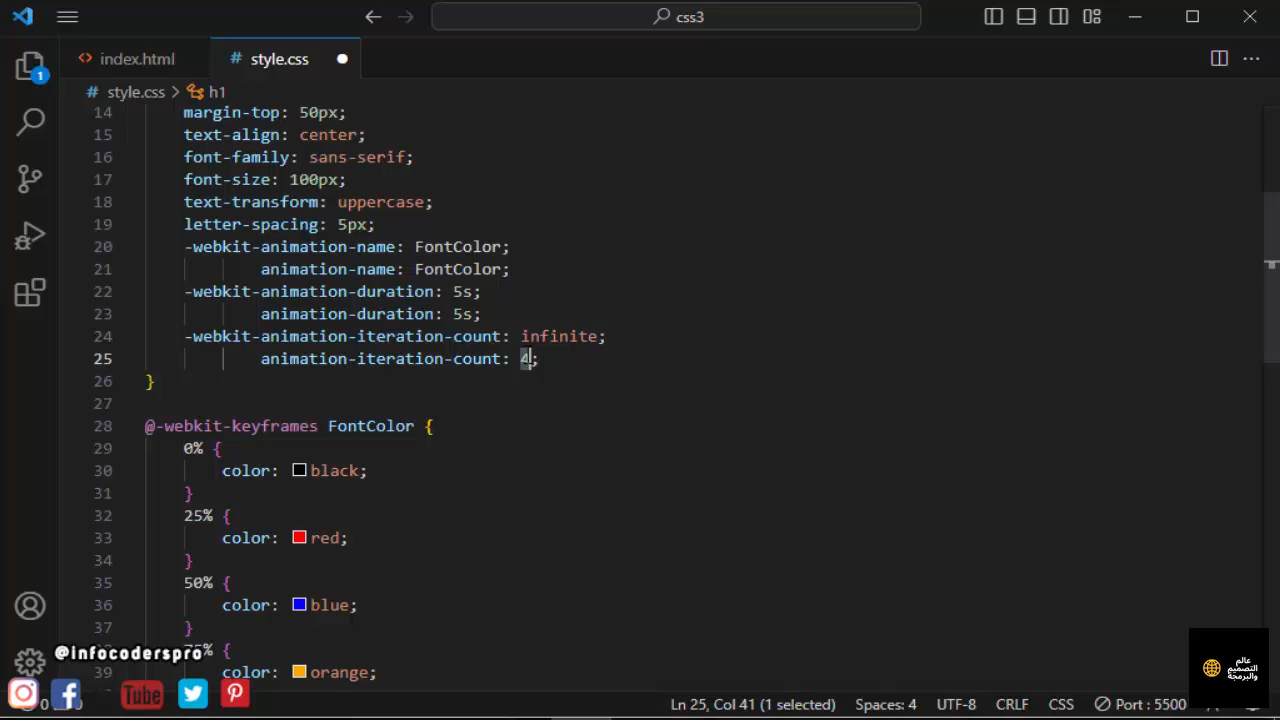 css3
index.html
# style.css
1
# style.css > h1
14 margin-top: 50px;
15 text-align: center;
16 font-family: sans-serif;
17 font-size: 100px;
18 text-transform: uppercase;
19 letter-spacing: 5px;
20 -webkit-animation-name: FontColor;
21 animation-name: FontColor;
22 -webkit-animation-duration: 5s;
23 animation-duration: 5s;
24 -webkit-animation-iteration-count: infinite;
25 animation-iteration-count: 4;
26 }
27
28 @-webkit-keyframes FontColor {
29 0% {
30 color: black;
31 }
32 25% {
33 color: red;
34 }
35 50% {
36 color: blue;
37 }
% {
39 color: orange;
@infocoderspro
Tube
عالم
التصميم
والبرمجة
Ln 25, Col 41 (1 selected) Spaces: 4 UTF-8 CRLF CSS Port : 5500